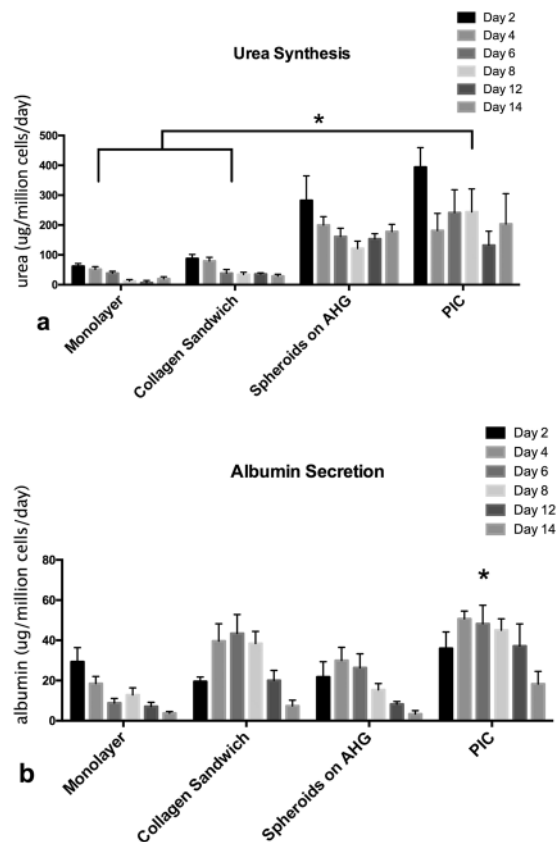 Day 2
Day 4
Day 6
Day 8
Day 12
Day 14
Urea Synthesis
*
urea (ug/million cells/day)
500
400
300
200
100
0
Monolayer
Collagen Sandwich
Spheroids on AHG
PIC
a
Day 2
Day 4
Day 6
Day 8
Day 12
Day 14
Albumin Secretion
*
albumin (ug/million cells/day)
80
60
40
20
0
Monolayer
Collagen Sandwich
Spheroids on AHG
PIC
b